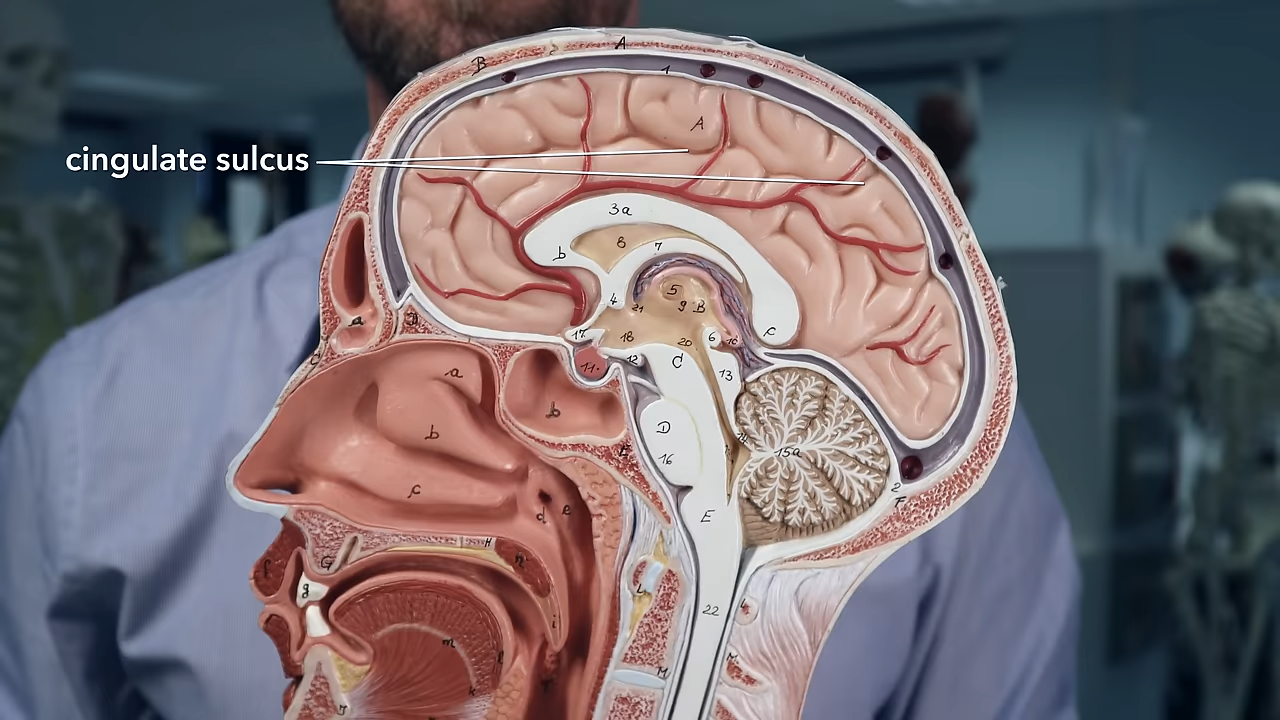 A
B
1
A
cingulate sulcus
3a
8
7
b
5
9
B
4
21
17
18
20
6
16
c
11
12
C
13
a
D
a
b
b
D
16
14
15a
E
c
d
e
2
F
E
H
G
f
n
g
22
L
i
m
M
M
k
J